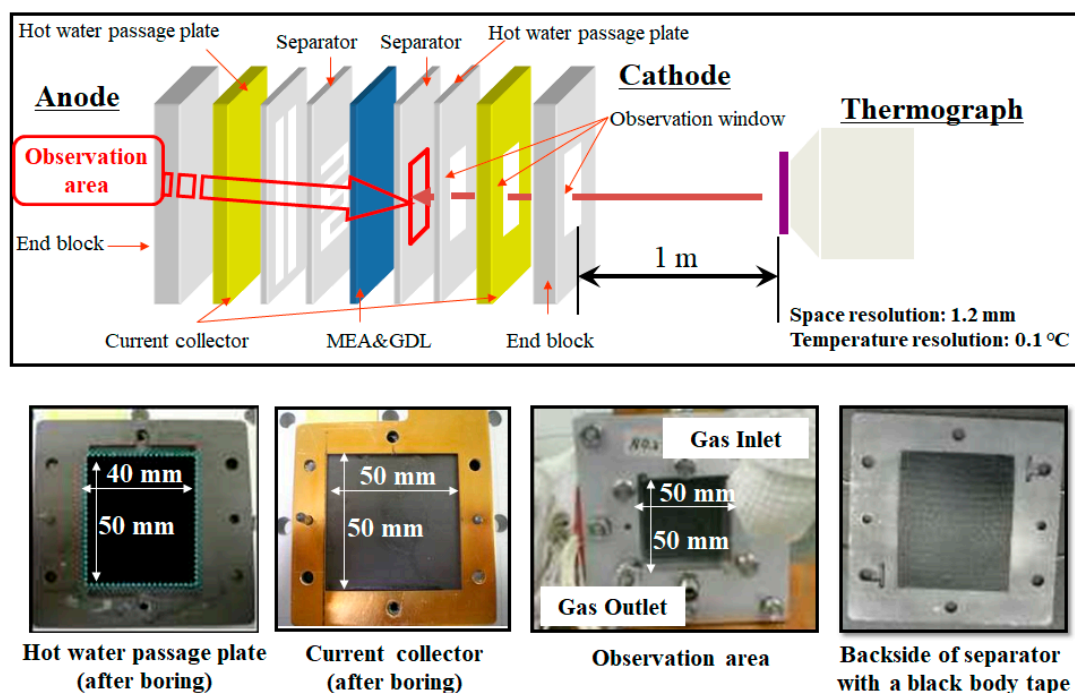 Hot water passage plate
Separator
Separator
Hot water passage plate
Anode
Cathode
Thermograph
Observation window
Observation
area
End block
1 m
Current collector
MEA&GDL
End block
Space resolution: 1.2 mm
Temperature resolution: 0.1 °C
40 mm
50 mm
50 mm
50 mm
Gas Inlet
50 mm
50 mm
Gas Outlet
Hot water passage plate
(after boring)
Current collector
(after boring)
Observation area
Backside of separator
with a black body tape